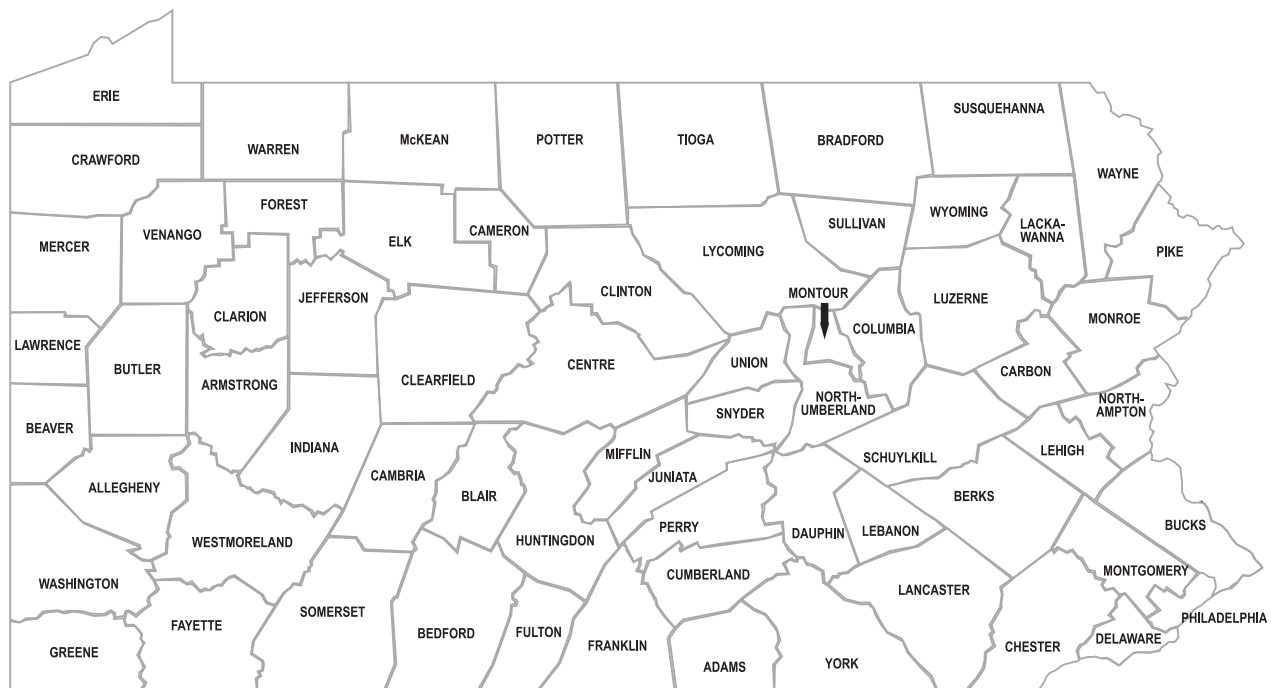 ERIE
CRAWFORD
WARREN
McKEAN
POTTER
TIOGA
BRADFORD
SUSQUEHANNA
WAYNE
MERCER
VENANGO
FOREST
ELK
CAMERON
CLINTON
LYCOMING
SULLIVAN
WYOMING
LACKA-
WANNA
PIKE
LAWRENCE
BUTLER
CLARION
JEFFERSON
CLEARFIELD
CENTRE
UNION
MONTOUR
COLUMBIA
LUZERNE
MONROE
CARBON
BEAVER
ARMSTRONG
INDIANA
SNYDER
NORTH-
UMBERLAND
NORTH-
AMPTON
ALLEGHENY
CAMBRIA
BLAIR
MIFFLIN
JUNIATA
SCHUYLKILL
LEHIGH
WESTMORELAND
HUNTINGDON
PERRY
DAUPHIN
LEBANON
BERKS
BUCKS
WASHINGTON
CUMBERLAND
LANCASTER
MONTGOMERY
PHILADELPHIA
GREENE
FAYETTE
SOMERSET
BEDFORD
FULTON
FRANKLIN
ADAMS
YORK
CHESTER
DELAWARE